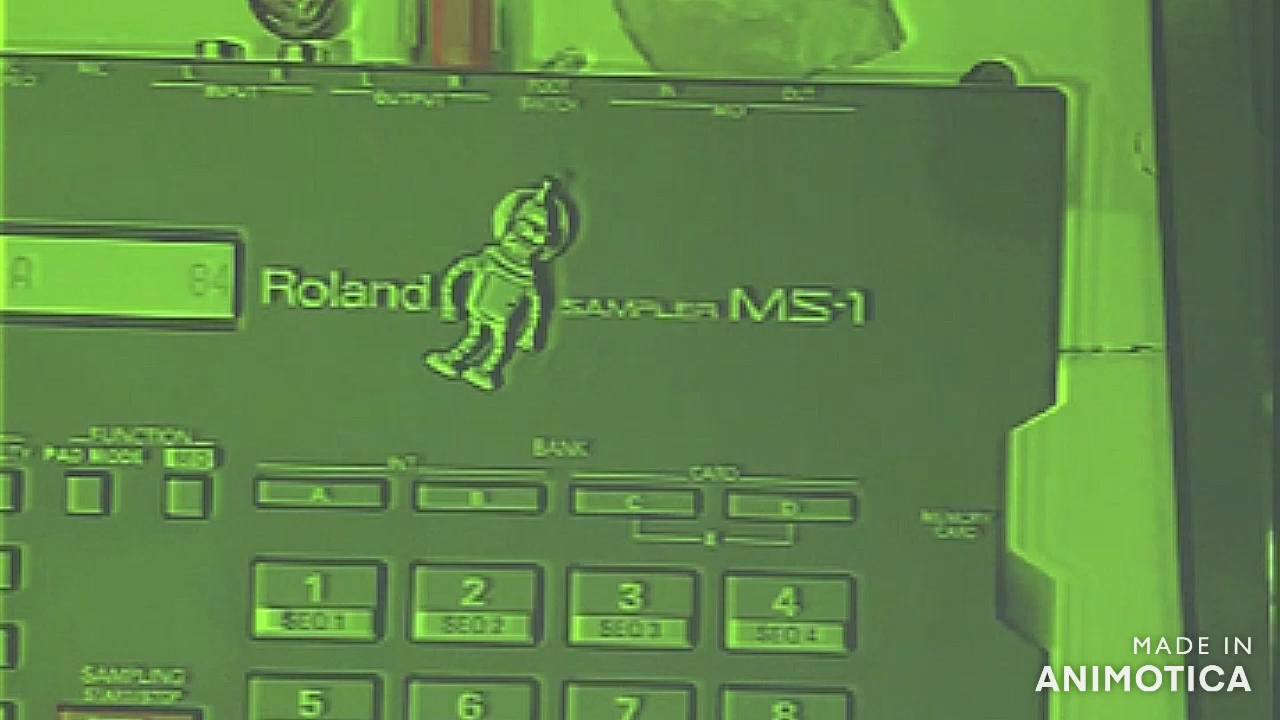 INPUT OUTPUT FOOT SWITCH IN OUT
L R L R
A 84
Roland SAMPLER MS-1
FUNCTION
PAD MODE
BANK
INT CARD
A B C D
MEMORY CARD
1 2 3 4
SEQ 1 SEQ 2 SEQ 3 SEQ 4
SAMPLING
START/STOP
5 6 7 8
MADE IN
ANIMOTICA